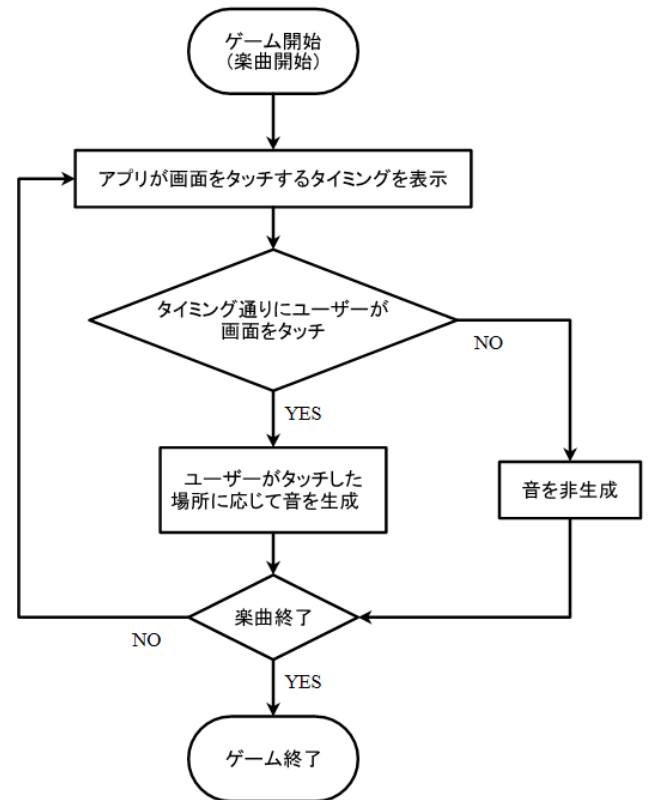 ゲーム開始
(楽曲開始)
アプリが画面をタッチするタイミングを表示
タイミング通りにユーザーが
画面をタッチ
NO
YES
ユーザーがタッチした
場所に応じて音を生成
音を非生成
楽曲終了
NO
YES
ゲーム終了